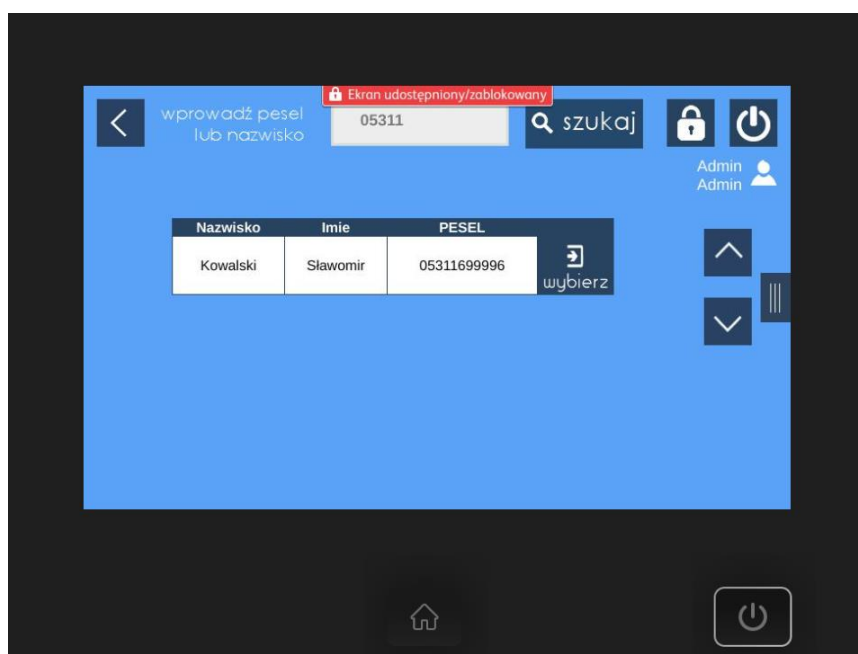 Ekran udostępniony/zablokowany
wprowadź pesel
lub nazwisko
05311
szukaj
Admin
Admin
Nazwisko Imie PESEL
Kowalski Sławomir 05311699996
wybierz